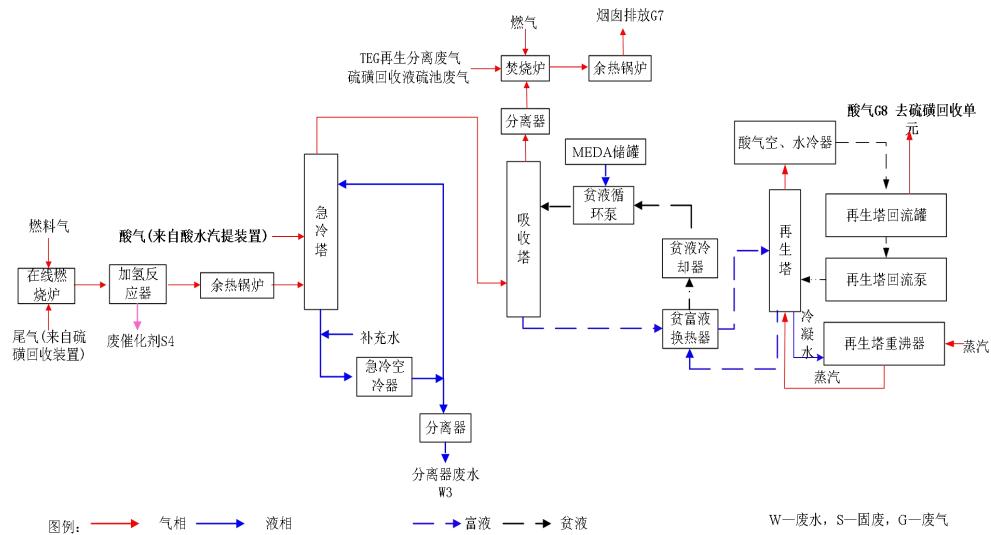 烟囱排放G7
燃气
TEG再生分离废气
硫磺回收液硫池废气
焚烧炉
余热锅炉
分离器
酸气G8 去硫磺回收单
元
酸气空、水冷器
MEDA储罐
贫液循
环泵
急冷塔
吸收塔
再生塔
再生塔回流罐
燃料气
酸气(来自酸水汽提装置)
贫液冷
却器
再生塔回流泵
在线燃
烧炉
加氢反
应器
余热锅炉
尾气(来自硫
磺回收装置)
废催化剂S4
补充水
贫富液
换热器
冷凝水
再生塔重沸器
蒸汽
蒸汽
急冷空
冷器
分离器
分离器废水
W3
图例：
气相
液相
富液
贫液
W—废水，S—固废，G—废气